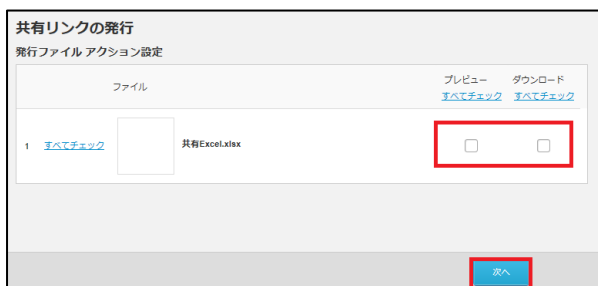 共有リンクの発行
発行ファイル アクション設定
ファイル
プレビュー ダウンロード
すべてチェック すべてチェック
1 すべてチェック 共有Excel.xlsx
次へ